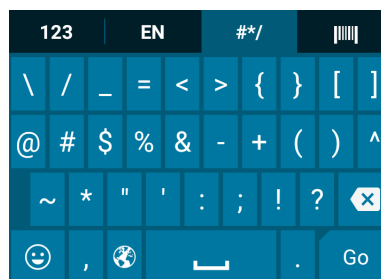 123 EN #*/
\ / _ = < > { } [ ]
@ # $ % & - + ( ) ^
~ * " ' : ; ! ?
, . Go